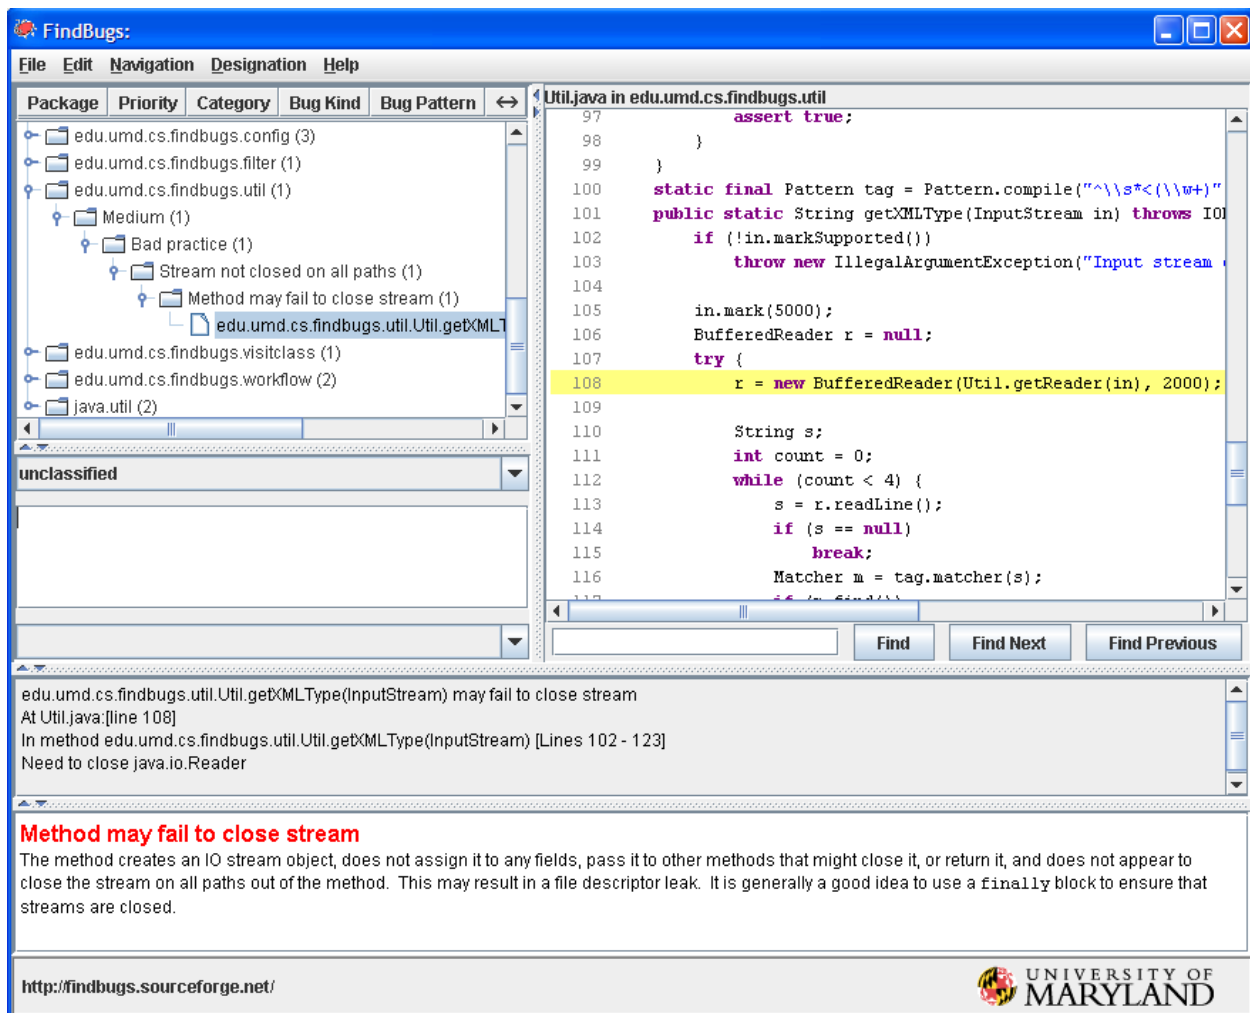 FindBugs:
File Edit Navigation Designation Help
Package Priority Category Bug Kind Bug Pattern
edu.umd.cs.findbugs.config (3)
edu.umd.cs.findbugs.filter (1)
edu.umd.cs.findbugs.util (1)
Medium (1)
Bad practice (1)
Stream not closed on all paths (1)
Method may fail to close stream (1)
edu.umd.cs.findbugs.util.Util.getXMLT
edu.umd.cs.findbugs.visitclass (1)
edu.umd.cs.findbugs.workflow (2)
java.util (2)
unclassified
Util.java in edu.umd.cs.findbugs.util
97 assert true;
98 }
99 }
100 static final Pattern tag = Pattern.compile("^\\s*<(\\w+)"
101 public static String getXMLType(InputStream in) throws IO
102 if (!in.markSupported())
103 throw new IllegalArgumentException("Input stream
104
105 in.mark(5000);
106 BufferedReader r = null;
107 try {
108 r = new BufferedReader(Util.getReader(in), 2000);
109
110 String s;
111 int count = 0;
112 while (count < 4) {
113 s = r.readLine();
114 if (s == null)
115 break;
116 Matcher m = tag.matcher(s);
117 if (m.find())
Find Find Next Find Previous
edu.umd.cs.findbugs.util.Util.getXMLType(InputStream) may fail to close stream
At Util.java:[line 108]
In method edu.umd.cs.findbugs.util.Util.getXMLType(InputStream) [Lines 102 - 123]
Need to close java.io.Reader
Method may fail to close stream
The method creates an IO stream object, does not assign it to any fields, pass it to other methods that might close it, or return it, and does not appear to
close the stream on all paths out of the method. This may result in a file descriptor leak. It is generally a good idea to use a finally block to ensure that
streams are closed.
http://findbugs.sourceforge.net/
UNIVERSITY OF
MARYLAND